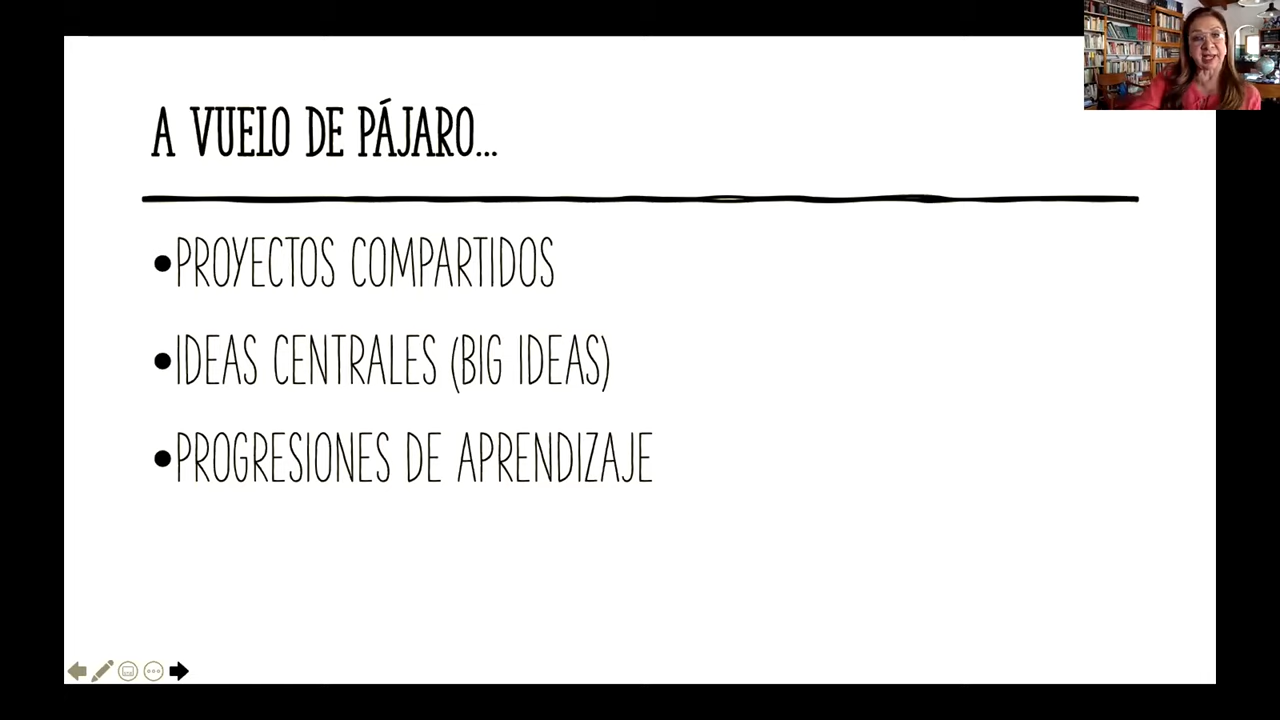 A VUELO DE PÁJARO...
•PROYECTOS COMPARTIDOS
•IDEAS CENTRALES (BIG IDEAS)
•PROGRESIONES DE APRENDIZAJE